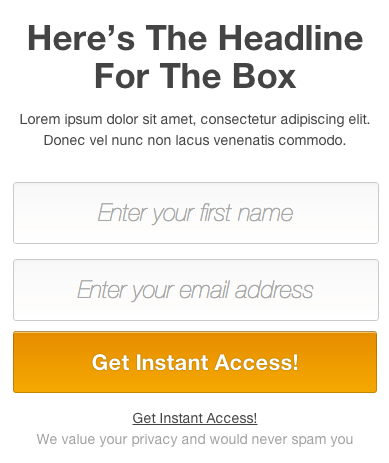 Here’s The Headline
For The Box
Lorem ipsum dolor sit amet, consectetur adipiscing elit.
Donec vel nunc non lacus venenatis commodo.
Enter your first name
Enter your email address
Get Instant Access!
Get Instant Access!
We value your privacy and would never spam you